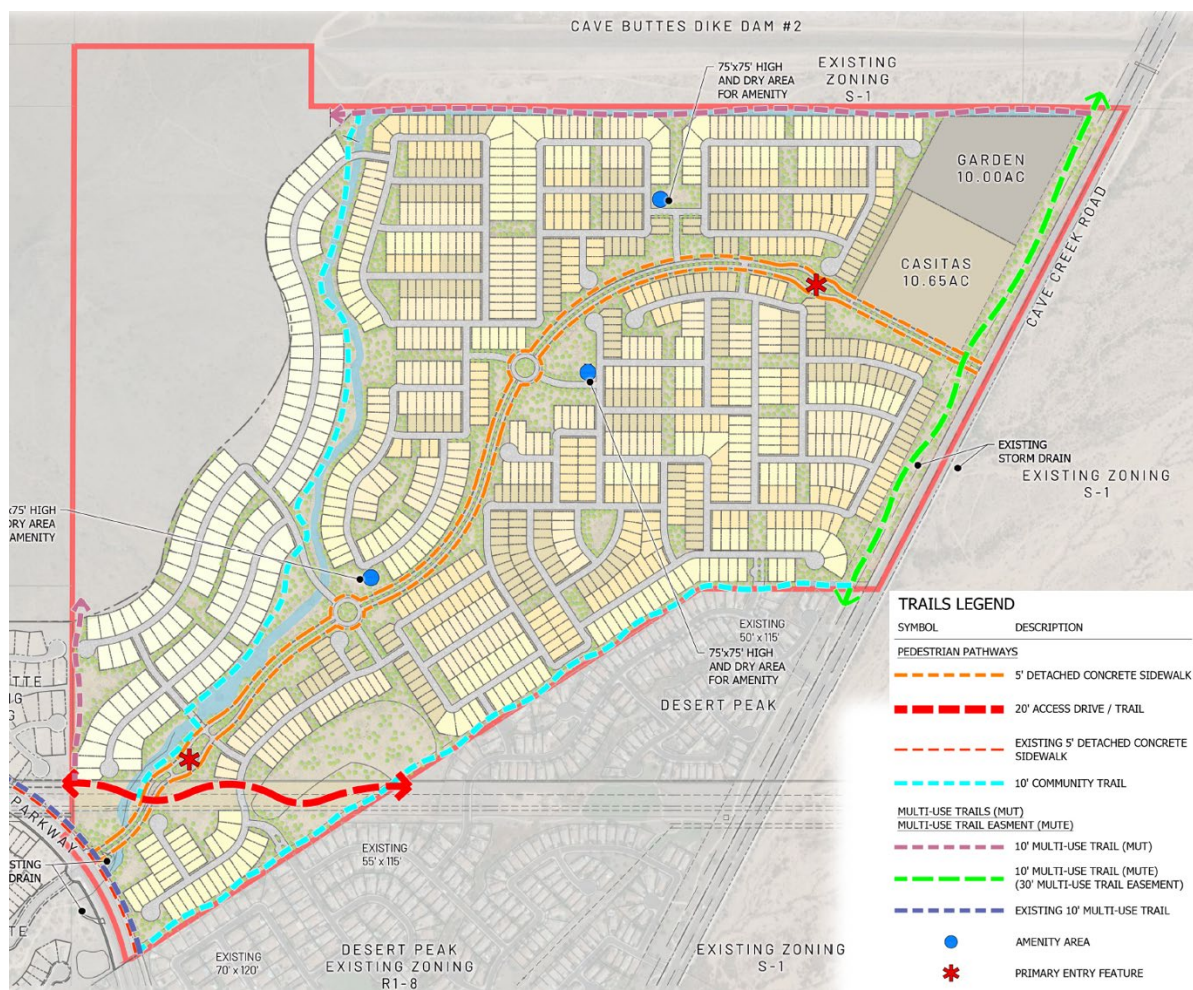 CAVE BUTTES DIKE DAM #2
75'x75' HIGH
AND DRY AREA
FOR AMENITY
EXISTING
ZONING
S-1
GARDEN
10.00AC
CASITAS
10.65AC
CAVE CREEK ROAD
EXISTING
STORM DRAIN
EXISTING ZONING
S-1
x75' HIGH
DRY AREA
AMENITY
EXISTING
50' x 115'
75'x75' HIGH
AND DRY AREA
FOR AMENITY
DESERT PEAK
TTE
NG
G
PARKWAY
ISTING
DRAIN
TE
EXISTING
55' x 115'
EXISTING
70' x 120'
DESERT PEAK
EXISTING ZONING
R1-8
EXISTING ZONING
S-1
TRAILS LEGEND
SYMBOL DESCRIPTION
PEDESTRIAN PATHWAYS
5' DETACHED CONCRETE SIDEWALK
20' ACCESS DRIVE / TRAIL
EXISTING 5' DETACHED CONCRETE
SIDEWALK
10' COMMUNITY TRAIL
MULTI-USE TRAILS (MUT)
MULTI-USE TRAIL EASMENT (MUTE)
10' MULTI-USE TRAIL (MUT)
10' MULTI-USE TRAIL (MUTE)
(30' MULTI-USE TRAIL EASEMENT)
EXISTING 10' MULTI-USE TRAIL
AMENITY AREA
PRIMARY ENTRY FEATURE